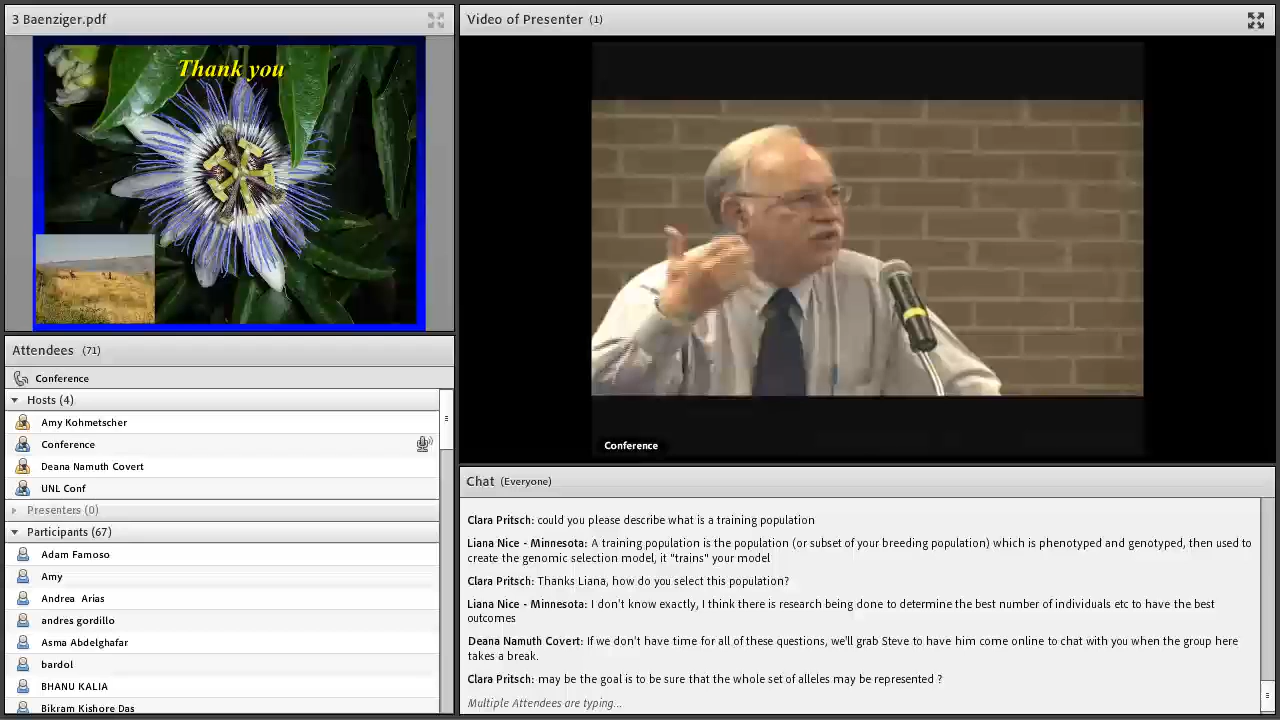 3 Baenziger.pdf
Thank you
Attendees (71)
Conference
Hosts (4)
Amy Kohmetscher
Conference
Deana Namuth Covert
UNL Conf
Presenters (0)
Participants (67)
Adam Famoso
Amy
Andrea Arias
andres gordillo
Asma Abdelghafar
bardol
BHANU KALIA
Bikram Kishore Das
Video of Presenter (1)
Conference
Chat (Everyone)
Clara Pritsch: could you please describe what is a training population
Liana Nice - Minnesota: A training population is the population (or subset of your breeding population) which is phenotyped and genotyped, then used to
create the genomic selection model, it "trains" your model
Clara Pritsch: Thanks Liana, how do you select this population?
Liana Nice - Minnesota: I don't know exactly, I think there is research being done to determine the best number of individuals etc to have the best
outcomes
Deana Namuth Covert: If we don't have time for all of these questions, we'll grab Steve to have him come online to chat with you when the group here
takes a break.
Clara Pritsch: may be the goal is to be sure that the whole set of alleles may be represented ?
Multiple Attendees are typing...